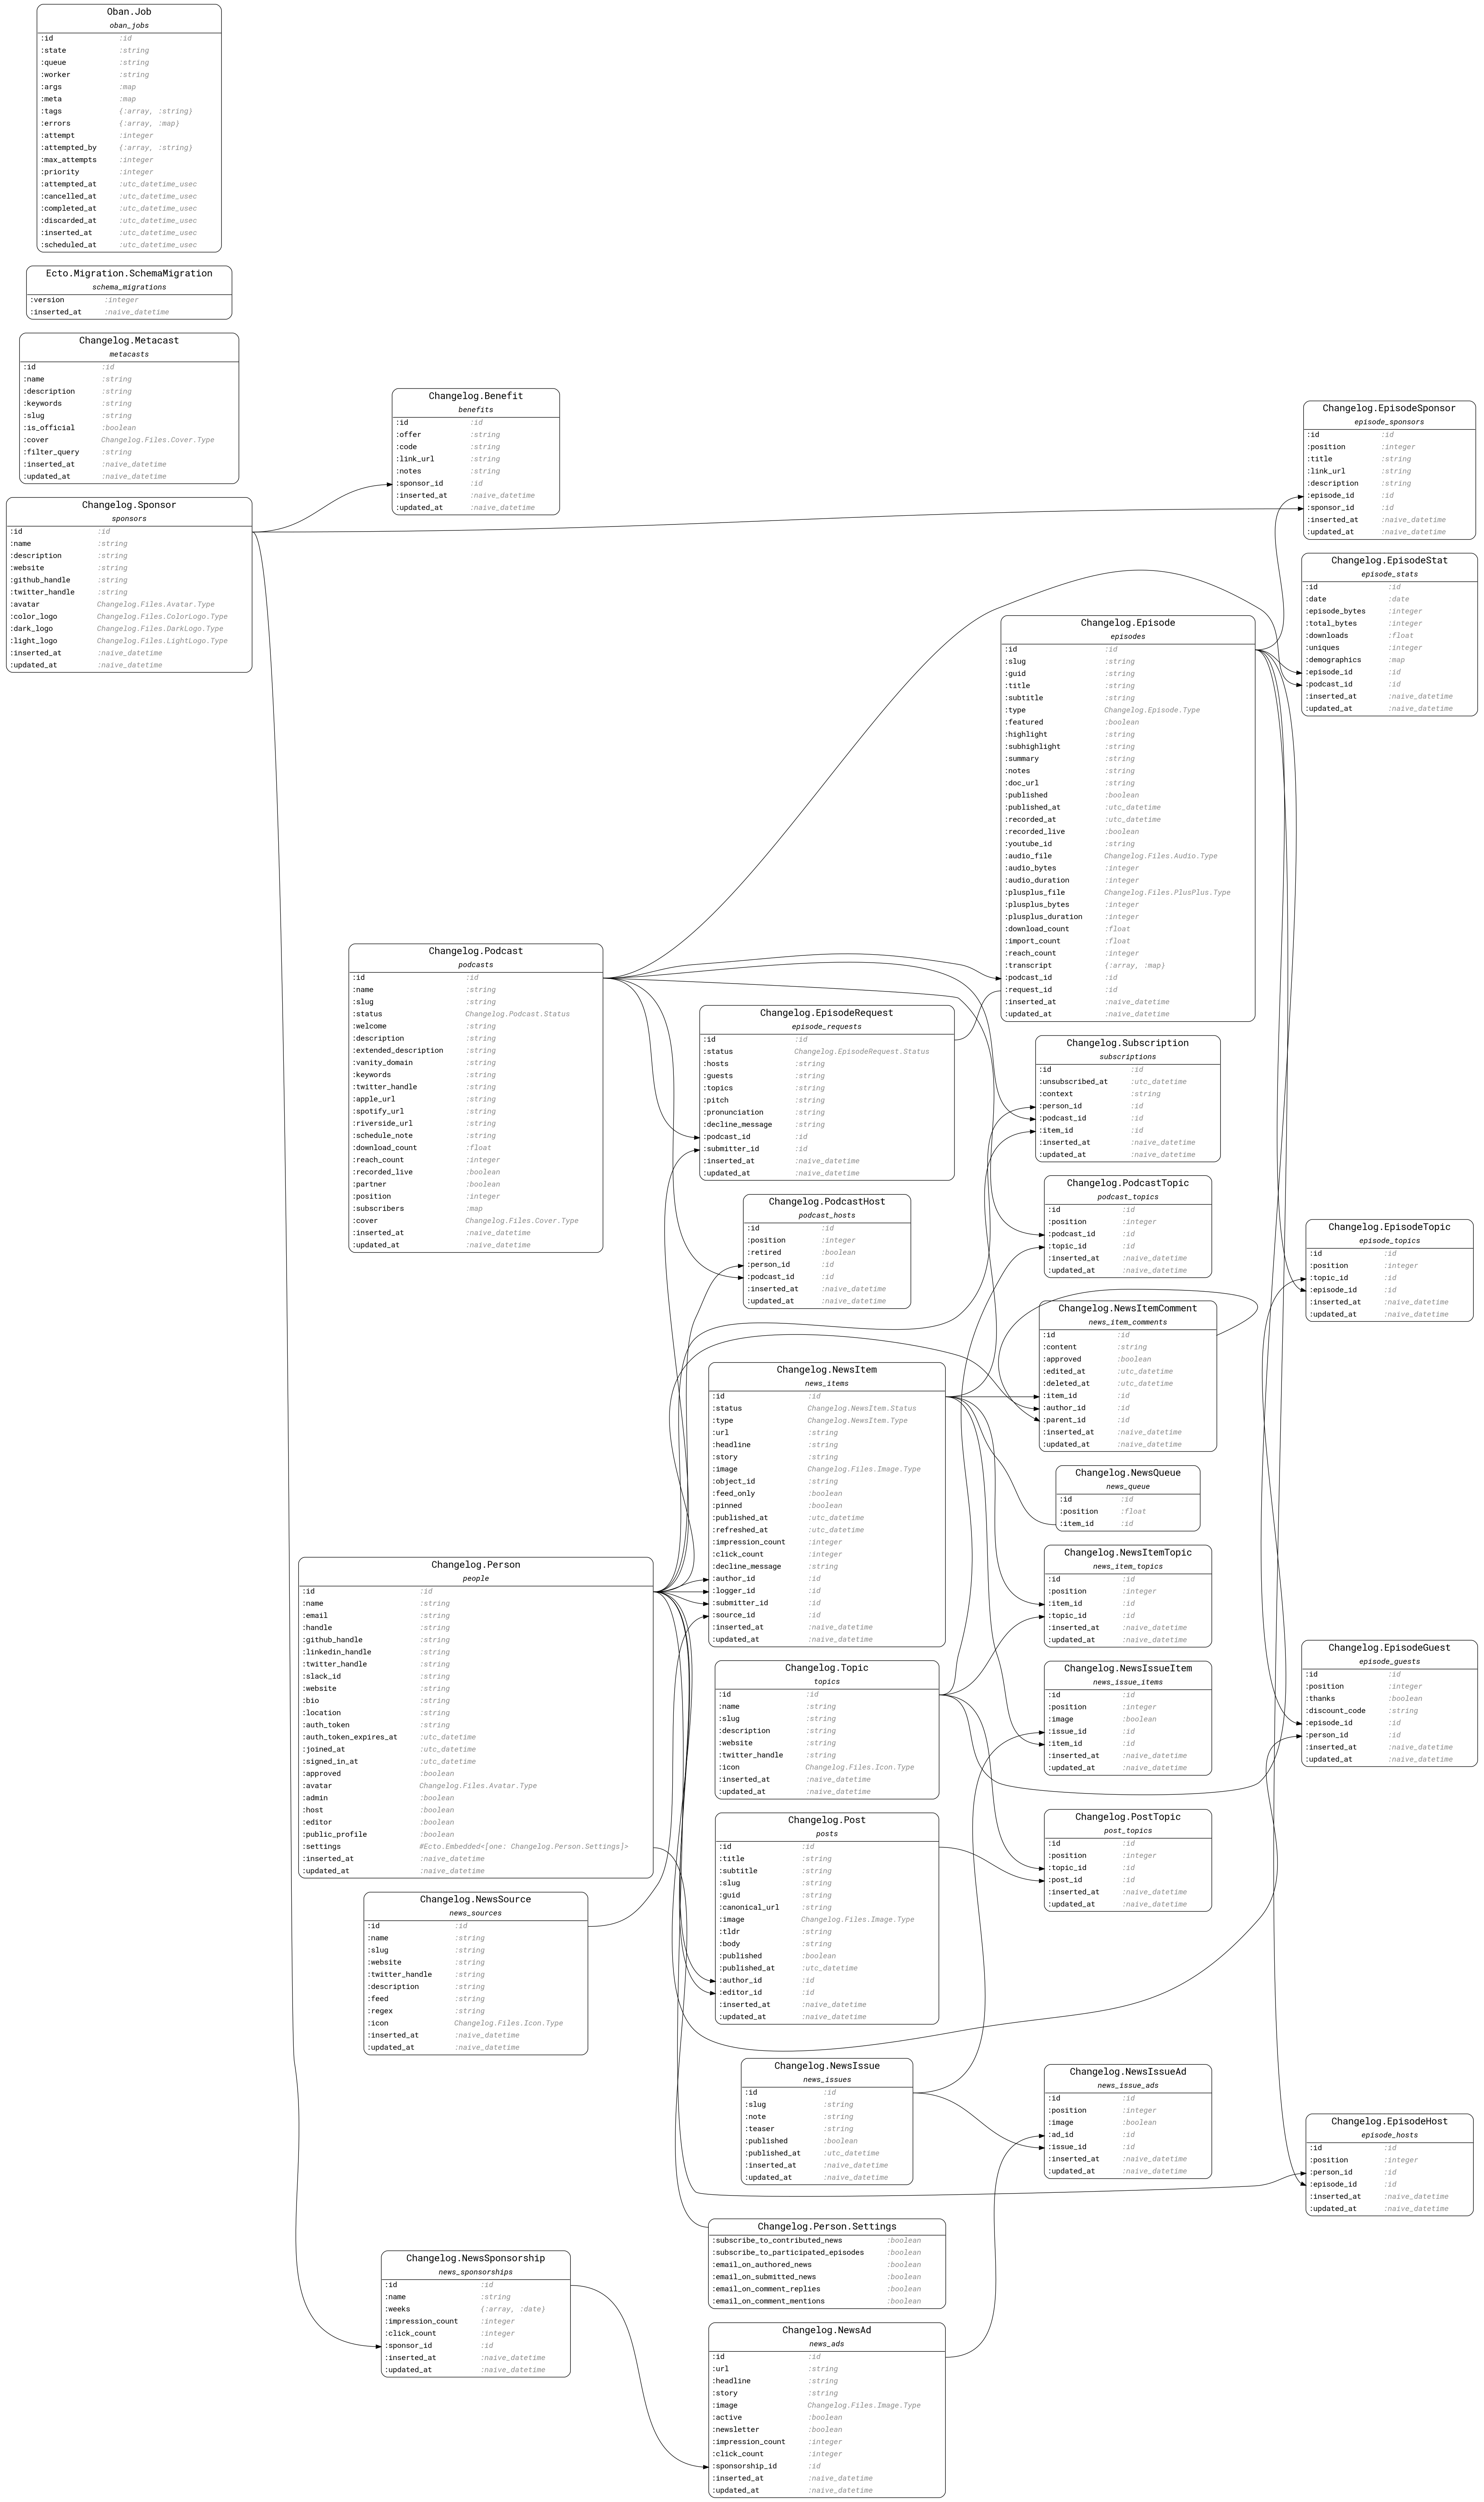 Oban.Job
oban_jobs
:id :id
:state :string
:queue :string
:worker :string
:args :map
:meta :map
:tags {:array, :string}
:errors {:array, :map}
:attempt :integer
:attempted_by {:array, :string}
:max_attempts :integer
:priority :integer
:attempted_at :utc_datetime_usec
:cancelled_at :utc_datetime_usec
:completed_at :utc_datetime_usec
:discarded_at :utc_datetime_usec
:inserted_at :utc_datetime_usec
:scheduled_at :utc_datetime_usec
Ecto.Migration.SchemaMigration
schema_migrations
:version :integer
:inserted_at :naive_datetime
Changelog.Metacast
metacasts
:id :id
:name :string
:description :string
:keywords :string
:slug :string
:is_official :boolean
:cover Changelog.Files.Cover.Type
:filter_query :string
:inserted_at :naive_datetime
:updated_at :naive_datetime
Changelog.Sponsor
sponsors
:id :id
:name :string
:description :string
:website :string
:github_handle :string
:twitter_handle :string
:avatar Changelog.Files.Avatar.Type
:color_logo Changelog.Files.ColorLogo.Type
:dark_logo Changelog.Files.DarkLogo.Type
:light_logo Changelog.Files.LightLogo.Type
:inserted_at :naive_datetime
:updated_at :naive_datetime
Changelog.Benefit
benefits
:id :id
:offer :string
:code :string
:link_url :string
:notes :string
:sponsor_id :id
:inserted_at :naive_datetime
:updated_at :naive_datetime
Changelog.Podcast
podcasts
:id :id
:name :string
:slug :string
:status Changelog.Podcast.Status
:welcome :string
:description :string
:extended_description :string
:vanity_domain :string
:keywords :string
:twitter_handle :string
:apple_url :string
:spotify_url :string
:riverside_url :string
:schedule_note :string
:download_count :float
:reach_count :integer
:recorded_live :boolean
:partner :boolean
:position :integer
:subscribers :map
:cover Changelog.Files.Cover.Type
:inserted_at :naive_datetime
:updated_at :naive_datetime
Changelog.Person
people
:id :id
:name :string
:email :string
:handle :string
:github_handle :string
:linkedin_handle :string
:twitter_handle :string
:slack_id :string
:website :string
:bio :string
:location :string
:auth_token :string
:auth_token_expires_at :utc_datetime
:joined_at :utc_datetime
:signed_in_at :utc_datetime
:approved :boolean
:avatar Changelog.Files.Avatar.Type
:admin :boolean
:host :boolean
:editor :boolean
:public_profile :boolean
:settings #Ecto.Embedded<[one: Changelog.Person.Settings]>
:inserted_at :naive_datetime
:updated_at :naive_datetime
Changelog.NewsSource
news_sources
:id :id
:name :string
:slug :string
:website :string
:twitter_handle :string
:description :string
:feed :string
:regex :string
:icon Changelog.Files.Icon.Type
:inserted_at :naive_datetime
:updated_at :naive_datetime
Changelog.NewsSponsorship
news_sponsorships
:id :id
:name :string
:weeks {:array, :date}
:impression_count :integer
:click_count :integer
:sponsor_id :id
:inserted_at :naive_datetime
:updated_at :naive_datetime
Changelog.EpisodeRequest
episode_requests
:id :id
:status Changelog.EpisodeRequest.Status
:hosts :string
:guests :string
:topics :string
:pitch :string
:pronunciation :string
:decline_message :string
:podcast_id :id
:submitter_id :id
:inserted_at :naive_datetime
:updated_at :naive_datetime
Changelog.PodcastHost
podcast_hosts
:id :id
:position :integer
:retired :boolean
:person_id :id
:podcast_id :id
:inserted_at :naive_datetime
:updated_at :naive_datetime
Changelog.NewsItem
news_items
:id :id
:status Changelog.NewsItem.Status
:type Changelog.NewsItem.Type
:url :string
:headline :string
:story :string
:image Changelog.Files.Image.Type
:object_id :string
:feed_only :boolean
:pinned :boolean
:published_at :utc_datetime
:refreshed_at :utc_datetime
:impression_count :integer
:click_count :integer
:decline_message :string
:author_id :id
:logger_id :id
:submitter_id :id
:source_id :id
:inserted_at :naive_datetime
:updated_at :naive_datetime
Changelog.Topic
topics
:id :id
:name :string
:slug :string
:description :string
:website :string
:twitter_handle :string
:icon Changelog.Files.Icon.Type
:inserted_at :naive_datetime
:updated_at :naive_datetime
Changelog.Post
posts
:id :id
:title :string
:subtitle :string
:slug :string
:guid :string
:canonical_url :string
:image Changelog.Files.Image.Type
:tldr :string
:body :string
:published :boolean
:published_at :utc_datetime
:author_id :id
:editor_id :id
:inserted_at :naive_datetime
:updated_at :naive_datetime
Changelog.NewsIssue
news_issues
:id :id
:slug :string
:note :string
:teaser :string
:published :boolean
:published_at :utc_datetime
:inserted_at :naive_datetime
:updated_at :naive_datetime
Changelog.Person.Settings
:subscribe_to_contributed_news :boolean
:subscribe_to_participated_episodes :boolean
:email_on_authored_news :boolean
:email_on_submitted_news :boolean
:email_on_comment_replies :boolean
:email_on_comment_mentions :boolean
Changelog.NewsAd
news_ads
:id :id
:url :string
:headline :string
:story :string
:image Changelog.Files.Image.Type
:active :boolean
:newsletter :boolean
:impression_count :integer
:click_count :integer
:sponsorship_id :id
:inserted_at :naive_datetime
:updated_at :naive_datetime
Changelog.Episode
episodes
:id :id
:slug :string
:guid :string
:title :string
:subtitle :string
:type Changelog.Episode.Type
:featured :boolean
:highlight :string
:subhighlight :string
:summary :string
:notes :string
:doc_url :string
:published :boolean
:published_at :utc_datetime
:recorded_at :utc_datetime
:recorded_live :boolean
:youtube_id :string
:audio_file Changelog.Files.Audio.Type
:audio_bytes :integer
:audio_duration :integer
:plusplus_file Changelog.Files.PlusPlus.Type
:plusplus_bytes :integer
:plusplus_duration :integer
:download_count :float
:import_count :float
:reach_count :integer
:transcript {:array, :map}
:podcast_id :id
:request_id :id
:inserted_at :naive_datetime
:updated_at :naive_datetime
Changelog.Subscription
subscriptions
:id :id
:unsubscribed_at :utc_datetime
:context :string
:person_id :id
:podcast_id :id
:item_id :id
:inserted_at :naive_datetime
:updated_at :naive_datetime
Changelog.PodcastTopic
podcast_topics
:id :id
:position :integer
:podcast_id :id
:topic_id :id
:inserted_at :naive_datetime
:updated_at :naive_datetime
Changelog.NewsItemComment
news_item_comments
:id :id
:content :string
:approved :boolean
:edited_at :utc_datetime
:deleted_at :utc_datetime
:item_id :id
:author_id :id
:parent_id :id
:inserted_at :naive_datetime
:updated_at :naive_datetime
Changelog.NewsQueue
news_queue
:id :id
:position :float
:item_id :id
Changelog.NewsItemTopic
news_item_topics
:id :id
:position :integer
:item_id :id
:topic_id :id
:inserted_at :naive_datetime
:updated_at :naive_datetime
Changelog.NewsIssueItem
news_issue_items
:id :id
:position :integer
:image :boolean
:issue_id :id
:item_id :id
:inserted_at :naive_datetime
:updated_at :naive_datetime
Changelog.PostTopic
post_topics
:id :id
:position :integer
:topic_id :id
:post_id :id
:inserted_at :naive_datetime
:updated_at :naive_datetime
Changelog.NewsIssueAd
news_issue_ads
:id :id
:position :integer
:image :boolean
:ad_id :id
:issue_id :id
:inserted_at :naive_datetime
:updated_at :naive_datetime
Changelog.EpisodeSponsor
episode_sponsors
:id :id
:position :integer
:title :string
:link_url :string
:description :string
:episode_id :id
:sponsor_id :id
:inserted_at :naive_datetime
:updated_at :naive_datetime
Changelog.EpisodeStat
episode_stats
:id :id
:date :date
:episode_bytes :integer
:total_bytes :integer
:downloads :float
:uniques :integer
:demographics :map
:episode_id :id
:podcast_id :id
:inserted_at :naive_datetime
:updated_at :naive_datetime
Changelog.EpisodeTopic
episode_topics
:id :id
:position :integer
:topic_id :id
:episode_id :id
:inserted_at :naive_datetime
:updated_at :naive_datetime
Changelog.EpisodeGuest
episode_guests
:id :id
:position :integer
:thanks :boolean
:discount_code :string
:episode_id :id
:person_id :id
:inserted_at :naive_datetime
:updated_at :naive_datetime
Changelog.EpisodeHost
episode_hosts
:id :id
:position :integer
:person_id :id
:episode_id :id
:inserted_at :naive_datetime
:updated_at :naive_datetime